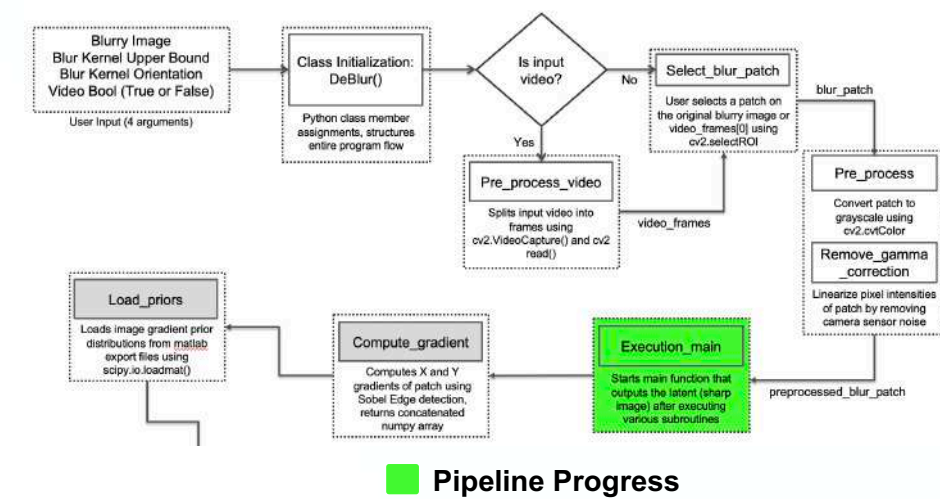 Blurry Image
Blur Kernel Upper Bound
Blur Kernel Orientation
Video Bool (True or False)
User Input (4 arguments)
Class Initialization:
DeBlur()
Python class member
assignments, structures
entire program flow
Is input
video?
No
Yes
Select_blur_patch
User selects a patch on
the original blurry image or
video_frames[0] using
cv2.selectROI
blur_patch
Pre_process_video
Splits input video into
frames using
cv2.VideoCapture() and cv2
read()
video_frames
Pre_process
Convert patch to
grayscale using
cv2.cvtColor
Remove_gamma
_correction
Linearize pixel intensities
of patch by removing
camera sensor noise
preprocessed_blur_patch
Execution_main
Starts main function that
outputs the latent (sharp
image) after executing
various subroutines
Compute_gradient
Computes X and Y
gradients of patch using
Sobel Edge detection,
returns concatenated
numpy array
Load_priors
Loads image gradient prior
distributions from matlab
export files using
scipy.io.loadmat()
Pipeline Progress